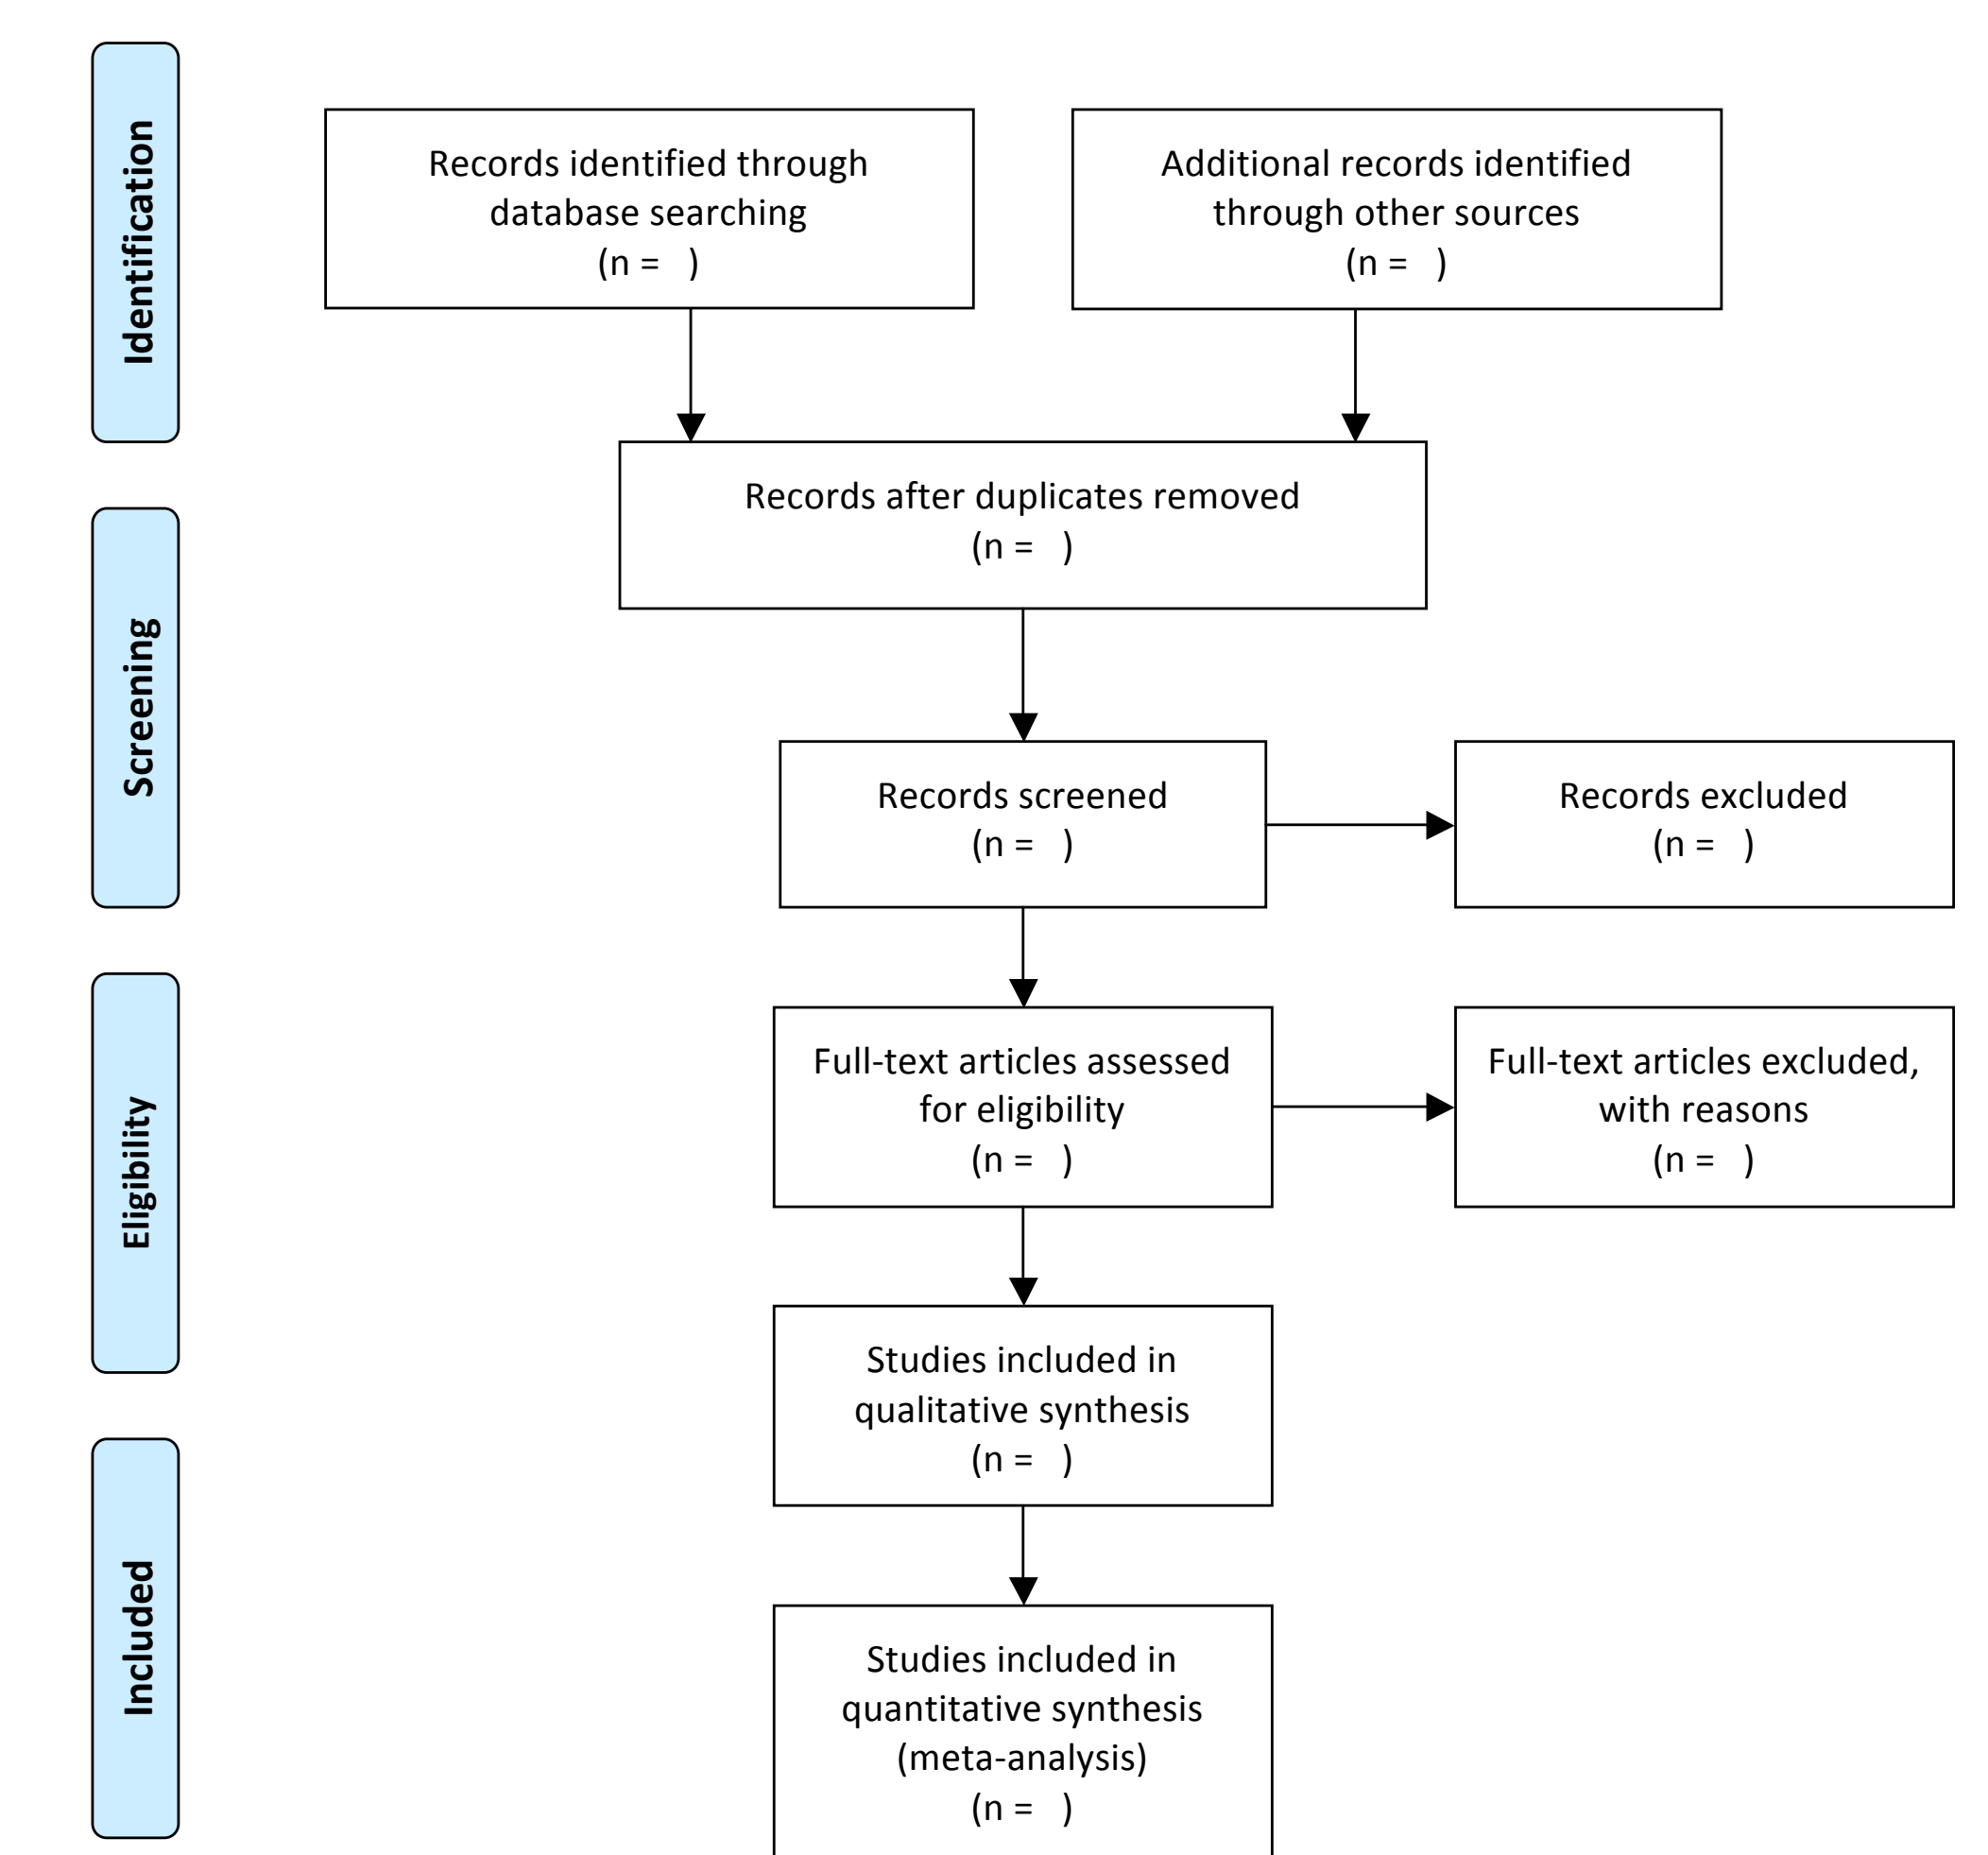 Identification
Records identified through
database searching
(n =   )
Additional records identified
through other sources
(n =   )
Records after duplicates removed
(n =   )
Screening
Records screened
(n =   )
Records excluded
(n =   )
Eligibility
Full-text articles assessed
for eligibility
(n =   )
Full-text articles excluded,
with reasons
(n =   )
Studies included in
qualitative synthesis
(n =   )
Included
Studies included in
quantitative synthesis
(meta-analysis)
(n =   )